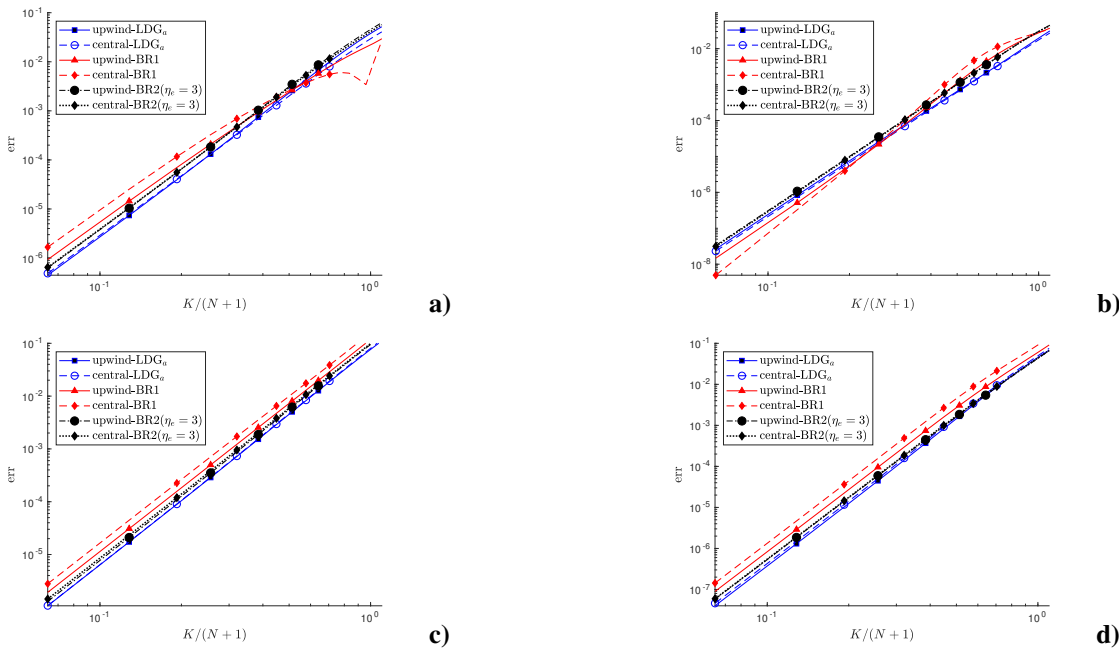 upwind-LDG_a
central-LDG_a
upwind-BR1
central-BR1
upwind-BR2(η_e = 3)
central-BR2(η_e = 3)
10^-1
10^-2
10^-3
10^-4
10^-5
10^-6
err
10^-1
10^0
K/(N + 1)
a)
upwind-LDG_a
central-LDG_a
upwind-BR1
central-BR1
upwind-BR2(η_e = 3)
central-BR2(η_e = 3)
10^-2
10^-4
10^-6
10^-8
err
10^-1
10^0
K/(N + 1)
b)
upwind-LDG_a
central-LDG_a
upwind-BR1
central-BR1
upwind-BR2(η_e = 3)
central-BR2(η_e = 3)
10^-1
10^-2
10^-3
10^-4
10^-5
err
10^-1
10^0
K/(N + 1)
c)
upwind-LDG_a
central-LDG_a
upwind-BR1
central-BR1
upwind-BR2(η_e = 3)
central-BR2(η_e = 3)
10^-1
10^-2
10^-3
10^-4
10^-5
10^-6
10^-7
err
10^-1
10^0
K/(N + 1)
d)